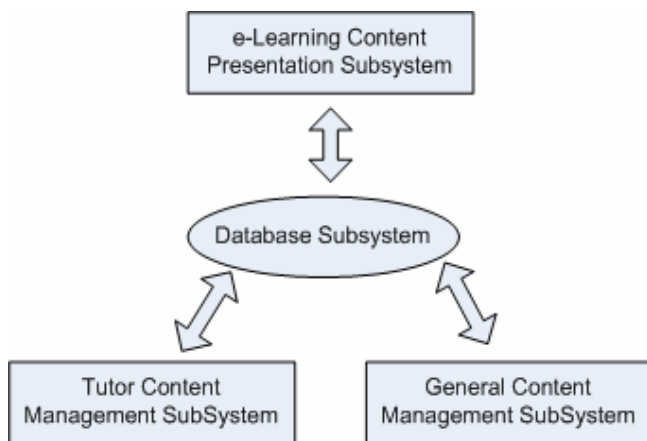 e-Learning Content
Presentation Subsystem
Database Subsystem
Tutor Content
Management SubSystem
General Content
Management SubSystem